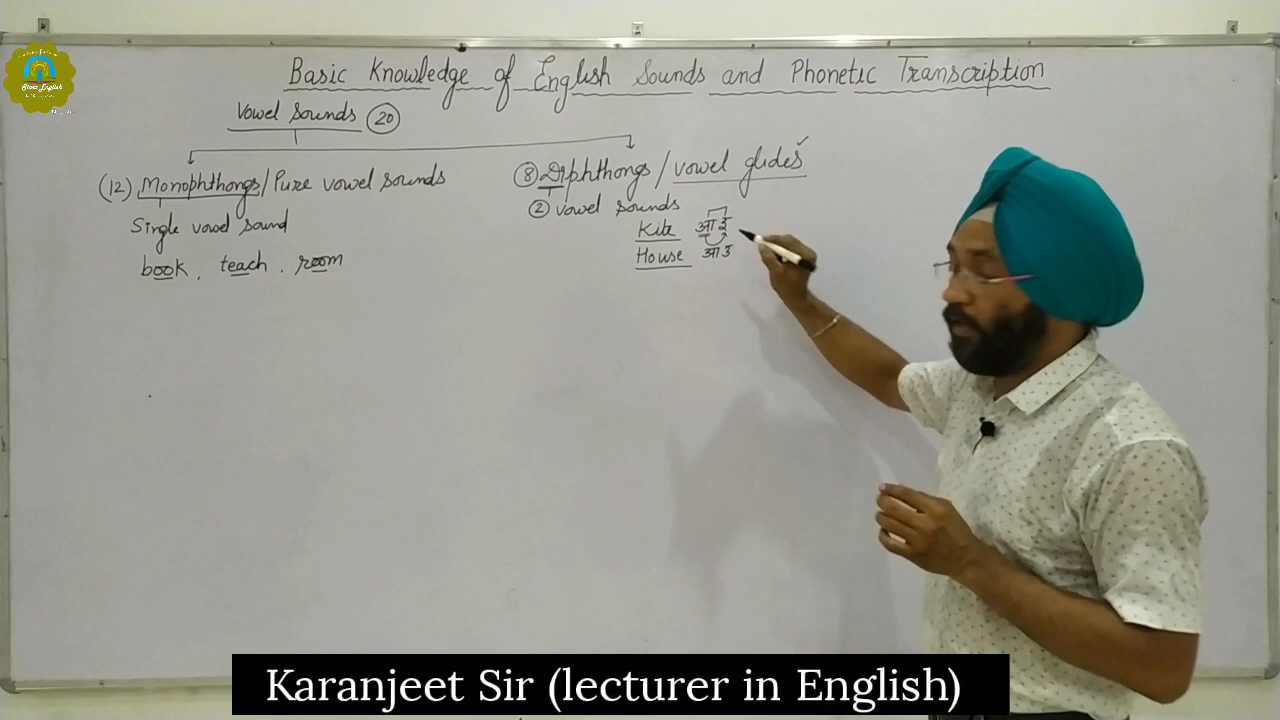 Basic Knowledge of English Sounds and Phonetic Transcription
Vowel Sounds 20
(12) Monophthongs/Pure vowel sounds
Single vowel sound
book, teach. room
8 Diphthongs/vowel glides ✓
2 vowel sounds
Kite आइ
House आउ
Karanjeet Sir (lecturer in English)